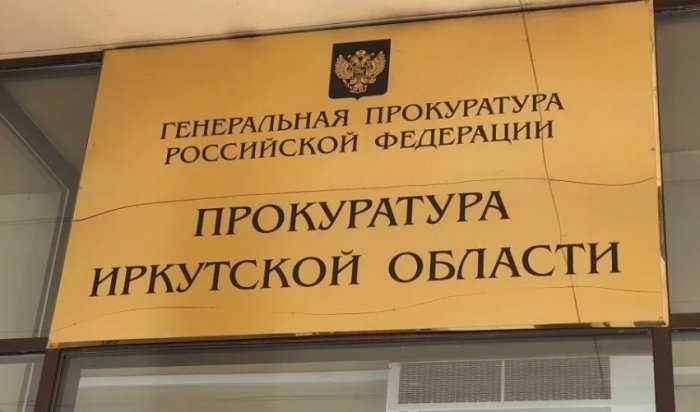 ГЕНЕРАЛЬНАЯ ПРОКУРАТУРА
РОССИЙСКОЙ ФЕДЕРАЦИИ
ПРОКУРАТУРА
ИРКУТСКОЙ ОБЛАСТИ